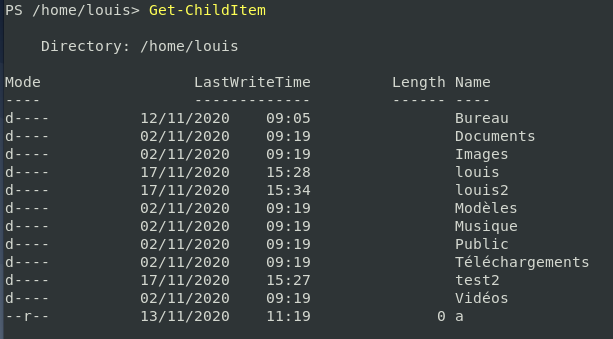 PS /home/louis> Get-ChildItem
    Directory: /home/louis
Mode                 LastWriteTime         Length Name
----                 -------------         ------ ----
d----          12/11/2020    09:05                Bureau
d----          02/11/2020    09:19                Documents
d----          02/11/2020    09:19                Images
d----          17/11/2020    15:28                louis
d----          17/11/2020    15:34                louis2
d----          02/11/2020    09:19                Modèles
d----          02/11/2020    09:19                Musique
d----          02/11/2020    09:19                Public
d----          02/11/2020    09:19                Téléchargements
d----          17/11/2020    15:27                test2
d----          02/11/2020    09:19                Vidéos
--r--          13/11/2020    11:19              0 a